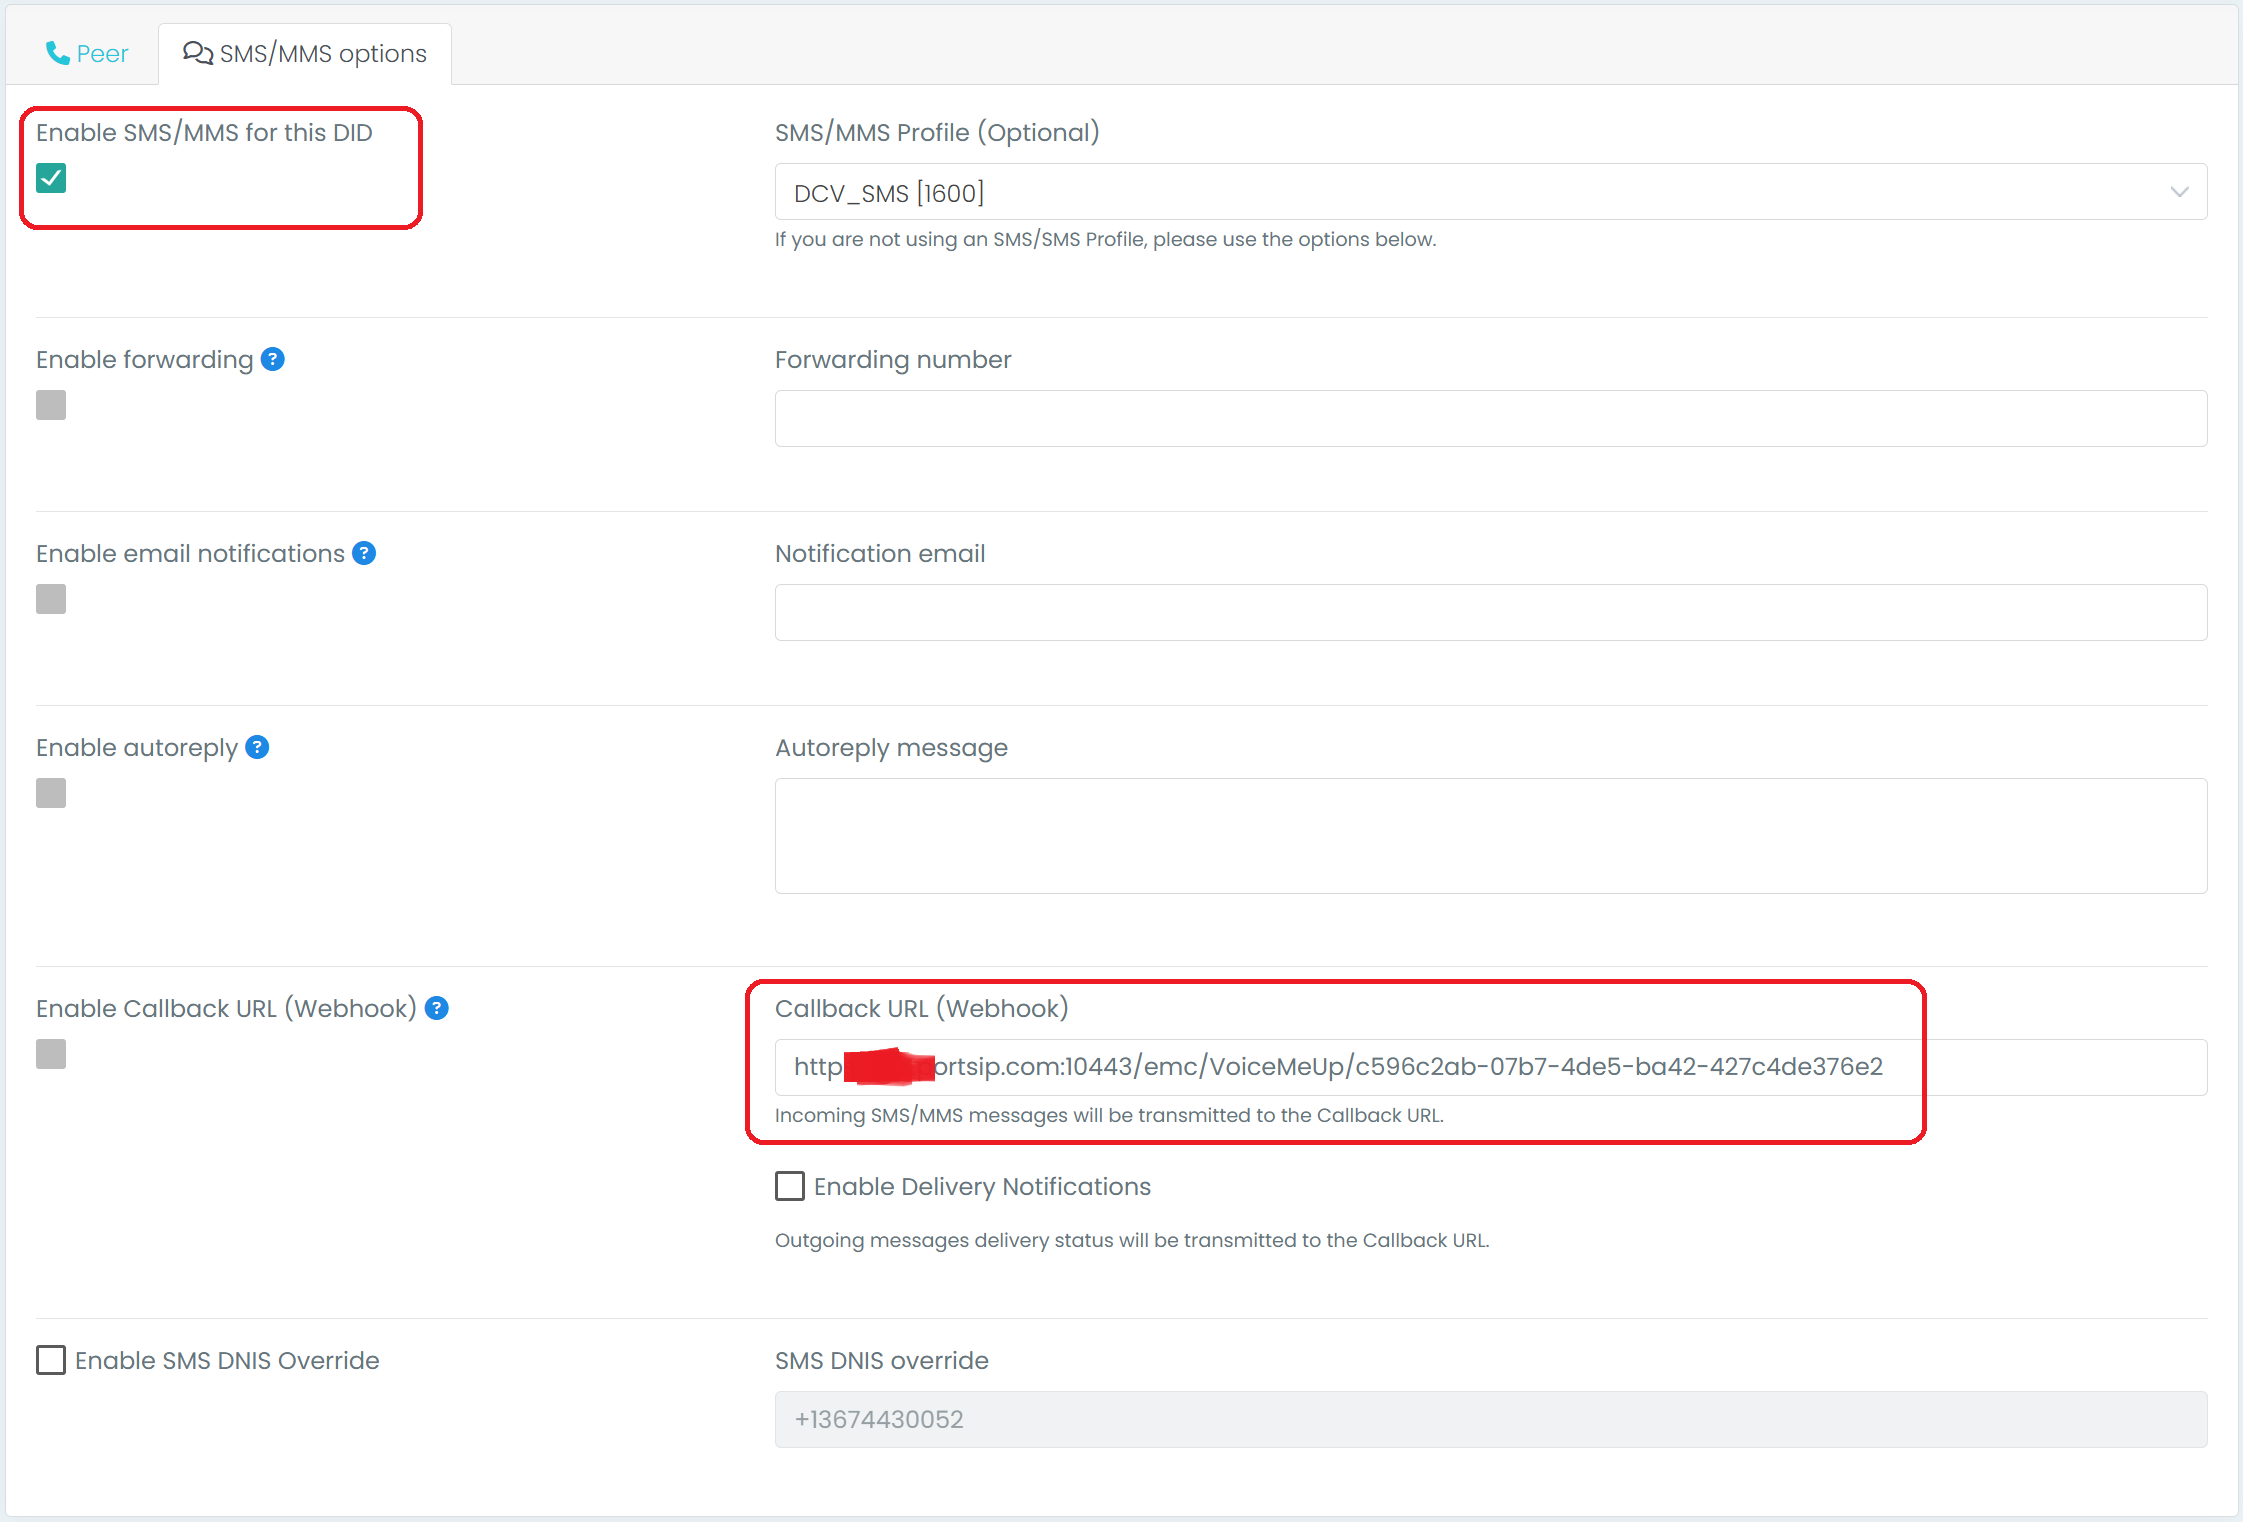 Peer
SMS/MMS options
Enable SMS/MMS for this DID
SMS/MMS Profile (Optional)
DCV_SMS [1600]
If you are not using an SMS/SMS Profile, please use the options below.
Enable forwarding ?
Forwarding number
Enable email notifications ?
Notification email
Enable autoreply ?
Autoreply message
Enable Callback URL (Webhook) ?
Callback URL (Webhook)
http ortsip.com:10443/emc/VoiceMeUp/c596c2ab-07b7-4de5-ba42-427c4de376e2
Incoming SMS/MMS messages will be transmitted to the Callback URL.
Enable Delivery Notifications
Outgoing messages delivery status will be transmitted to the Callback URL.
Enable SMS DNIS Override
SMS DNIS override
+13674430052